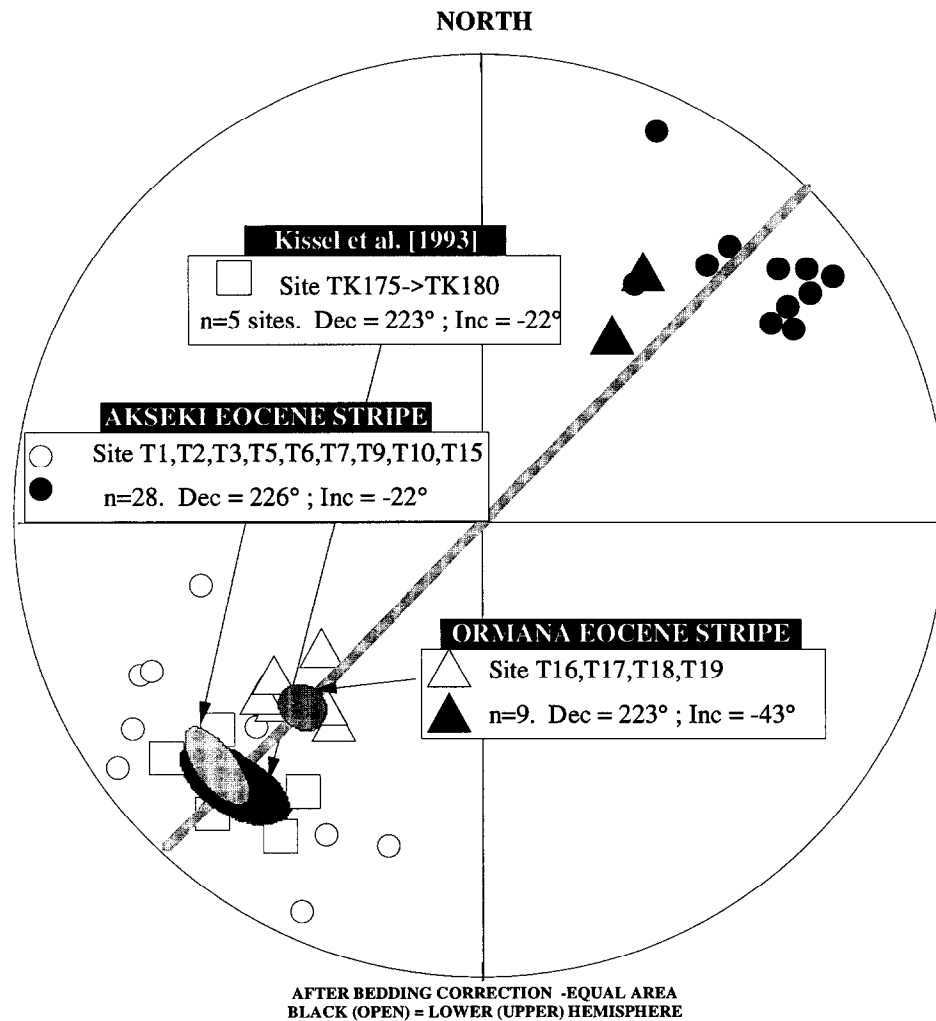 NORTH
Kissel et al. [1993]
Site TK175->TK180
n=5 sites. Dec = 223° ; Inc = -22°
AKSEKI EOCENE STRIPE
Site T1,T2,T3,T5,T6,T7,T9,T10,T15
n=28. Dec = 226° ; Inc = -22°
ORMANA EOCENE STRIPE
Site T16,T17,T18,T19
n=9. Dec = 223° ; Inc = -43°
AFTER BEDDING CORRECTION -EQUAL AREA
BLACK (OPEN) = LOWER (UPPER) HEMISPHERE